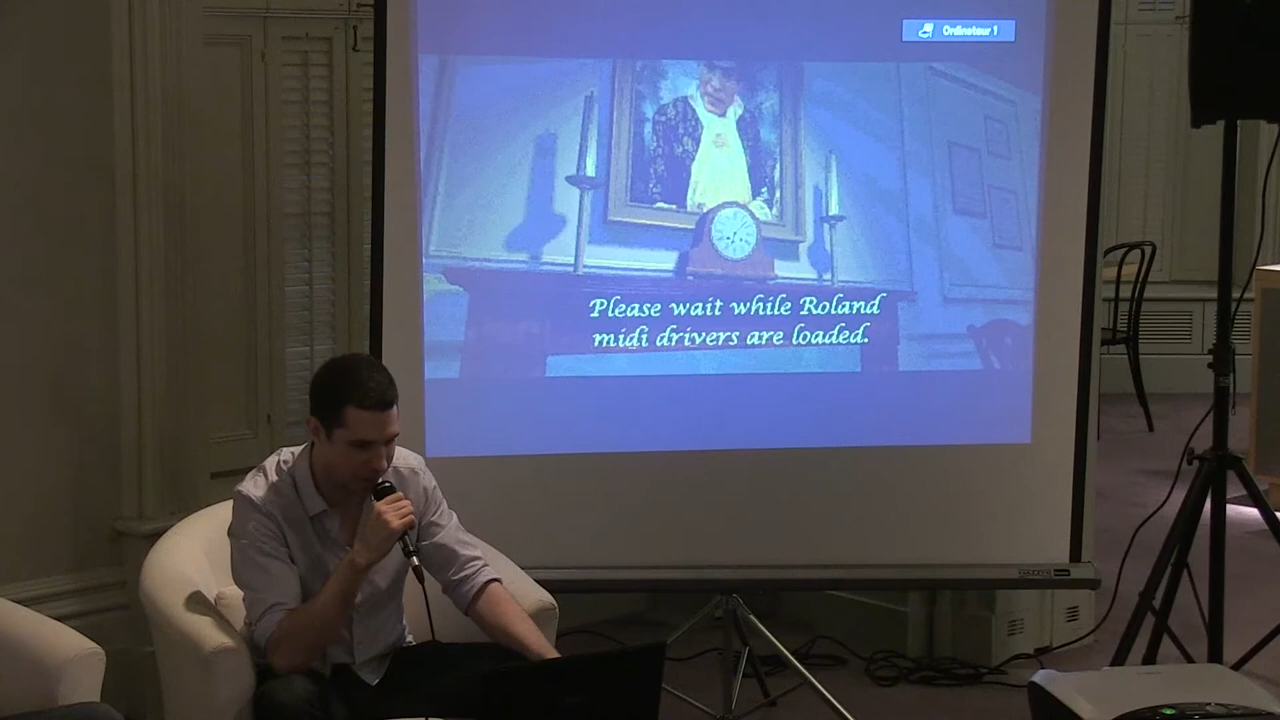 Ordinateur 1
Please wait while Roland
midi drivers are loaded.